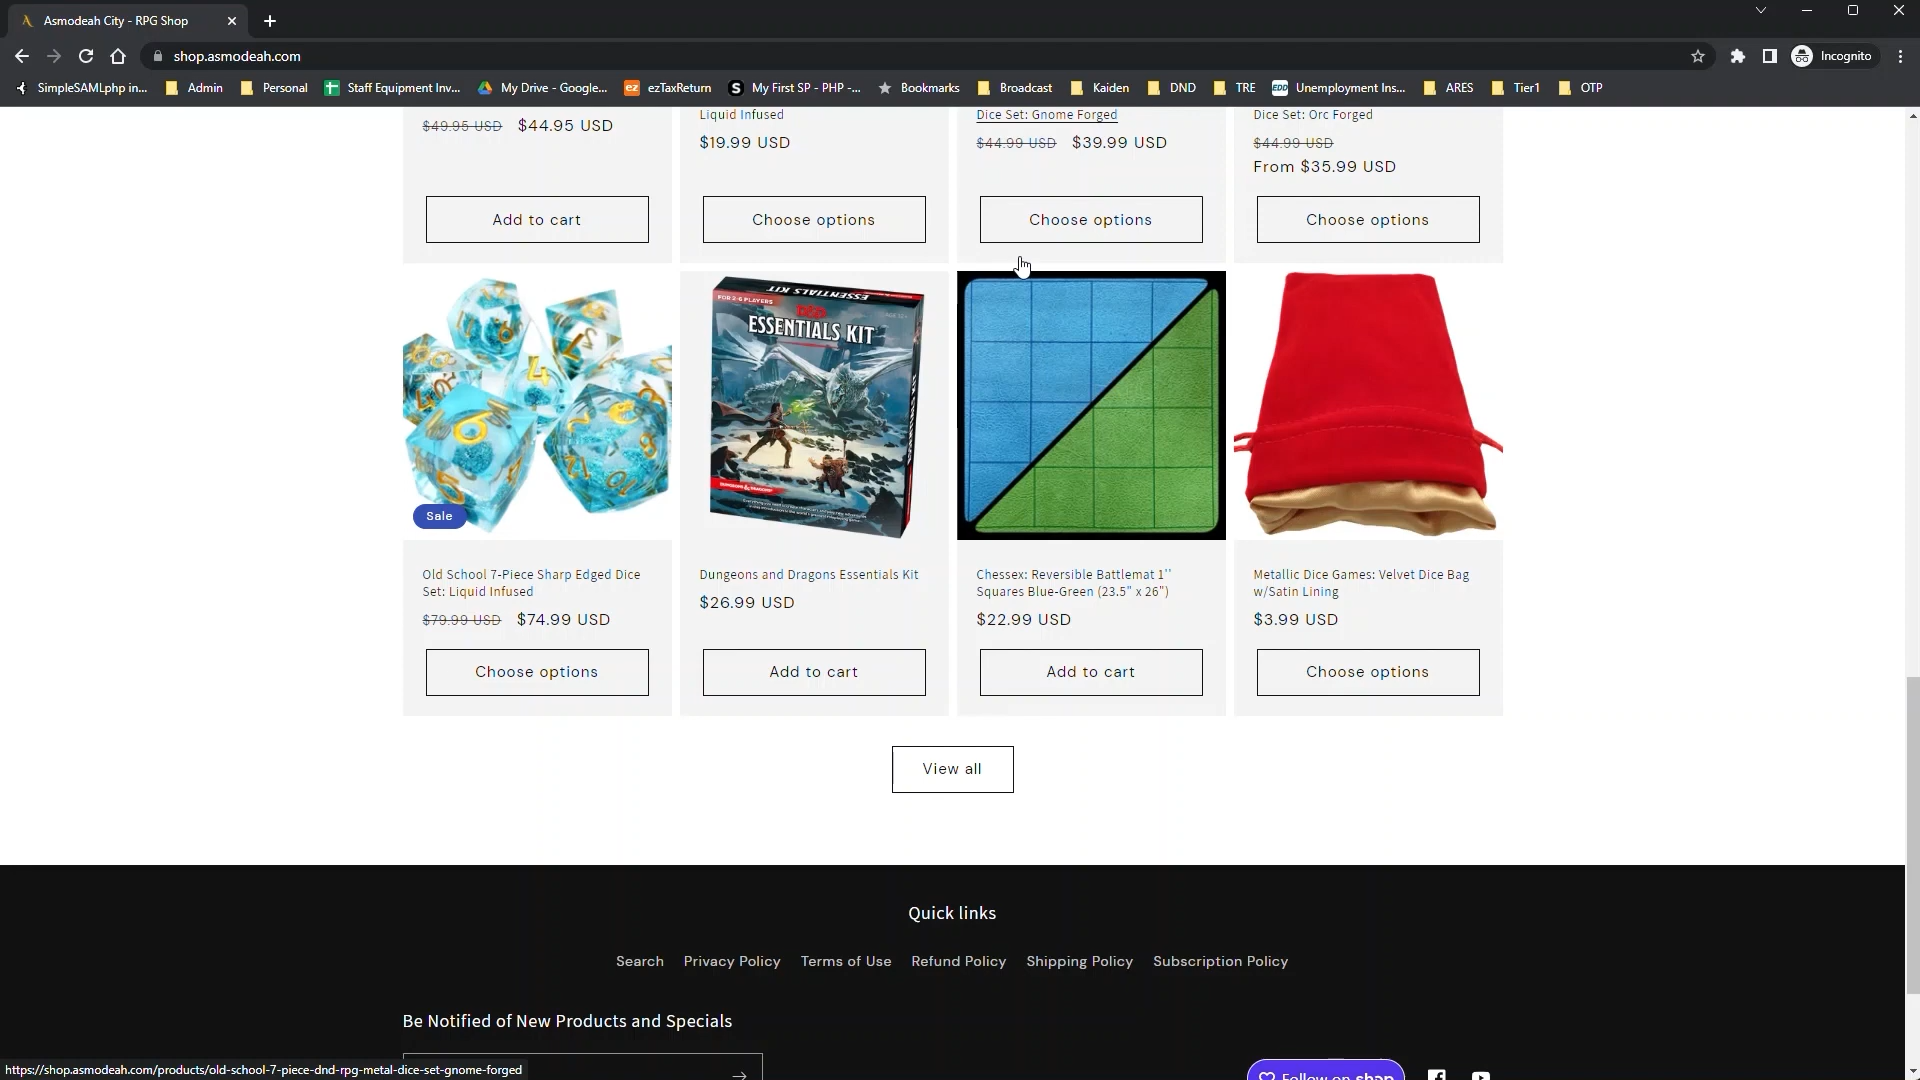 Asmodeah City - RPG Shop
shop.asmodeah.com
Incognito
SimpleSAMLphp in...
Admin
Personal
Staff Equipment Inv...
My Drive - Google...
ezTaxReturn
My First SP - PHP -...
Bookmarks
Broadcast
Kaiden
DND
TRE
Unemployment Ins...
ARES
Tier1
OTP
$49.95 USD $44.95 USD
Add to cart
Liquid Infused
$19.99 USD
Choose options
Dice Set: Gnome Forged
$44.99 USD $39.99 USD
Choose options
Dice Set: Orc Forged
$44.99 USD
From $35.99 USD
Choose options
Sale
Old School 7-Piece Sharp Edged Dice
Set: Liquid Infused
$79.99 USD $74.99 USD
Choose options
ESSENTIALS KIT
FOR 2-6 PLAYERS
D&D
ESSENTIALS KIT
DUNGEONS & DRAGONS
Dungeons and Dragons Essentials Kit
$26.99 USD
Add to cart
Chessex: Reversible Battlemat 1''
Squares Blue-Green (23.5" x 26")
$22.99 USD
Add to cart
Metallic Dice Games: Velvet Dice Bag
w/Satin Lining
$3.99 USD
Choose options
View all
Quick links
Search
Privacy Policy
Terms of Use
Refund Policy
Shipping Policy
Subscription Policy
Be Notified of New Products and Specials
Follow on shop
https://shop.asmodeah.com/products/old-school-7-piece-dnd-rpg-metal-dice-set-gnome-forged